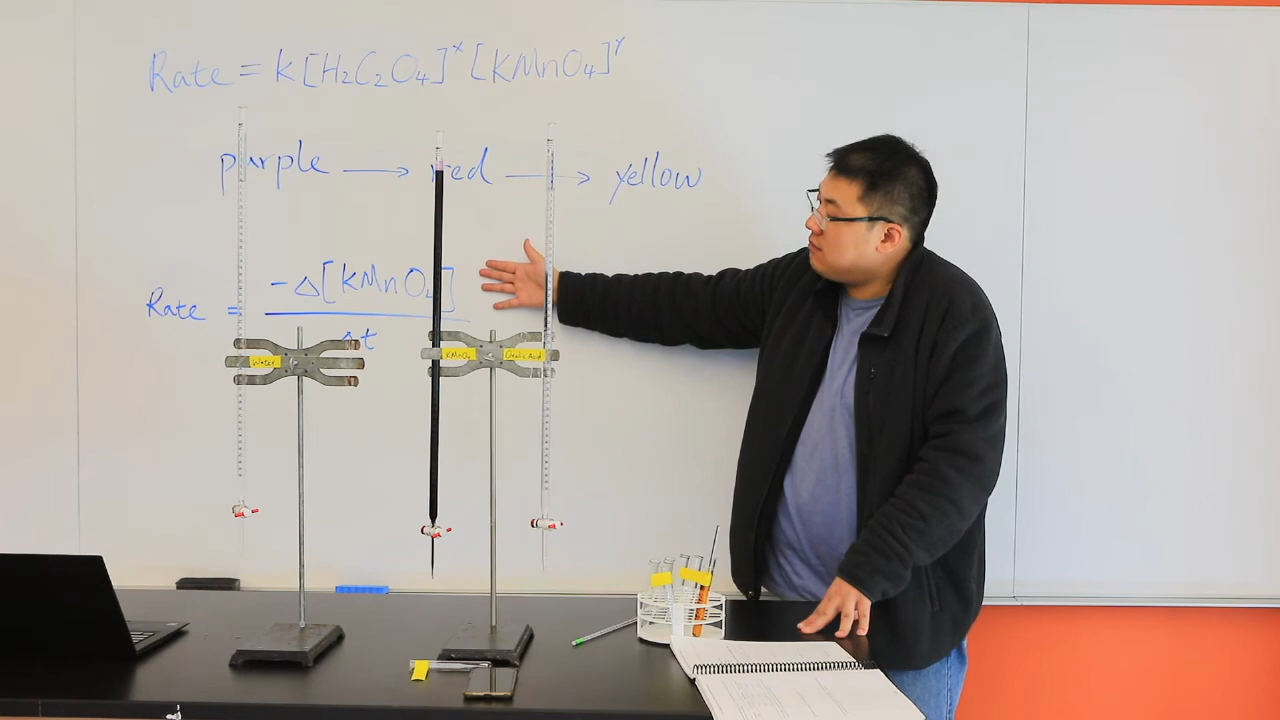 Rate = k[H₂C₂O₄]ˣ [KMnO₄]ʸ
purple → red → yellow
Rate = -Δ[KMnO₄]
Δt
Water
KMnO₄
Oxalic Acid